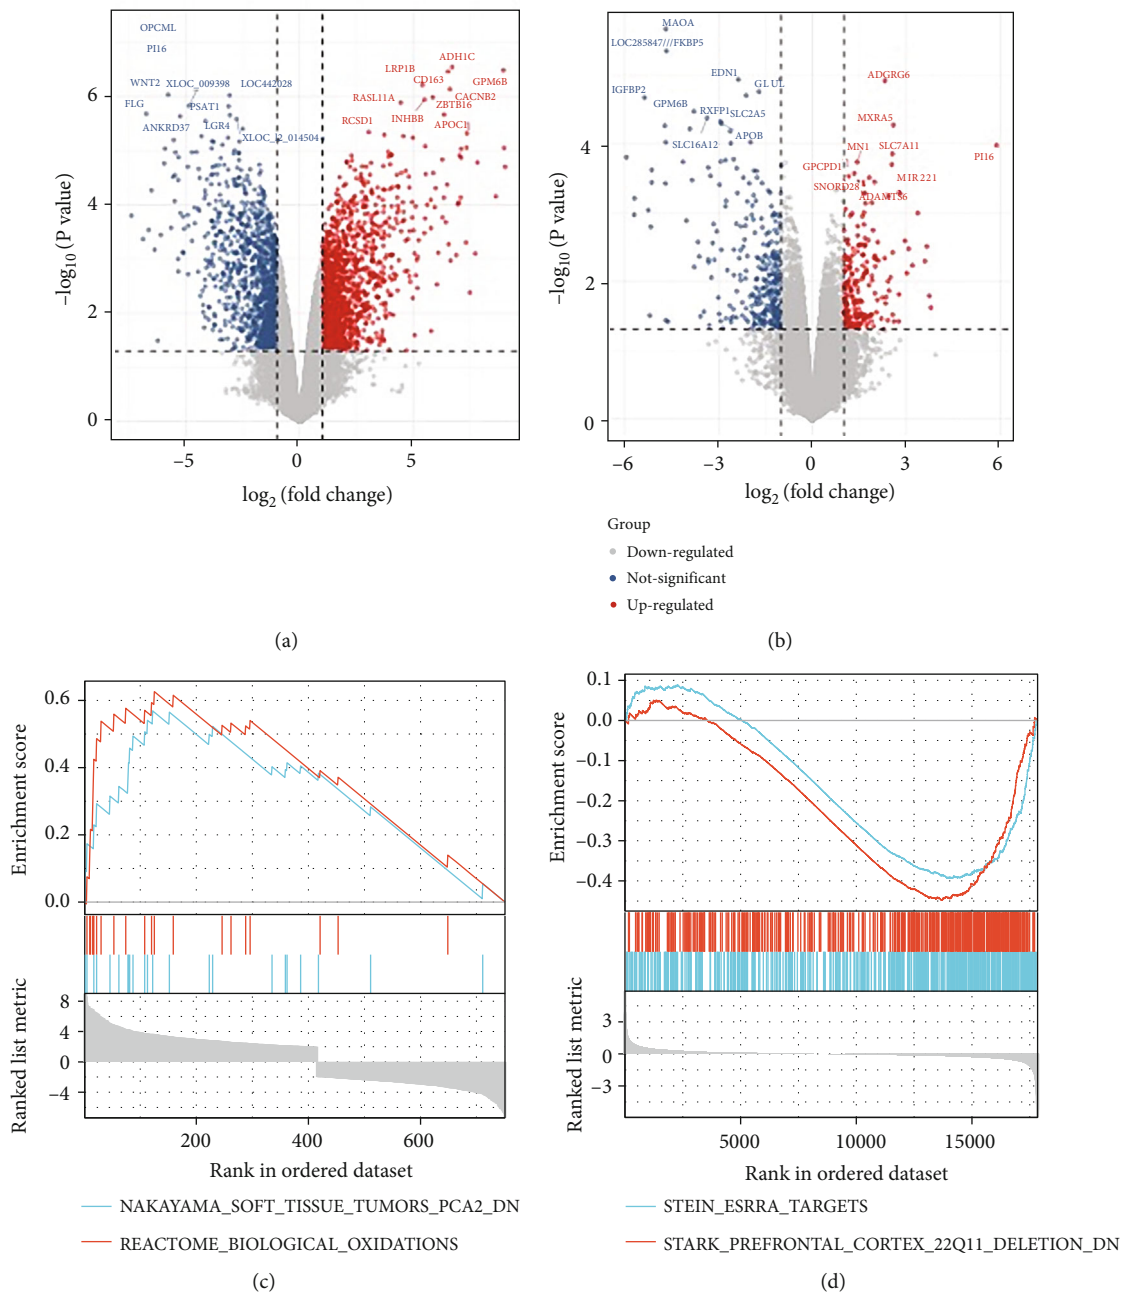 OPCML
PI16
WNT2 XLOC_009398 LOC442028
FLG PSAT1
ANKRD37 LGR4
XLOC_l2_014504
ADH1C
LRP1B
CD163 GPM6B
RASL11A CACNB2
ZBTB16
RCSD1 INHBB APOC1
6
4
2
0
−5 0 5
−log10 (P value)
log2 (fold change)
(a)
MAOA
LOC285847///FKBP5
EDN1 GLUL
IGFBP2
GPM6B RXFP1 SLC2A5
APOB
SLC16A12
ADGRG6
MXRA5
MN1 SLC7A11
PI16
GPCPD1
MIR221
SNORD28
ADAMTS6
4
2
0
−6 −3 0 3 6
−log10 (P value)
log2 (fold change)
Group
Down-regulated
Not-significant
Up-regulated
(b)
0.6
0.4
0.2
0.0
Enrichment score
8
4
0
−4
Ranked list metric
200 400 600
Rank in ordered dataset
NAKAYAMA_SOFT_TISSUE_TUMORS_PCA2_DN
REACTOME_BIOLOGICAL_OXIDATIONS
(c)
0.1
0.0
−0.1
−0.2
−0.3
−0.4
Enrichment score
3
0
−3
Ranked list metric
5000 10000 15000
Rank in ordered dataset
STEIN_ESRRA_TARGETS
STARK_PREFRONTAL_CORTEX_22Q11_DELETION_DN
(d)